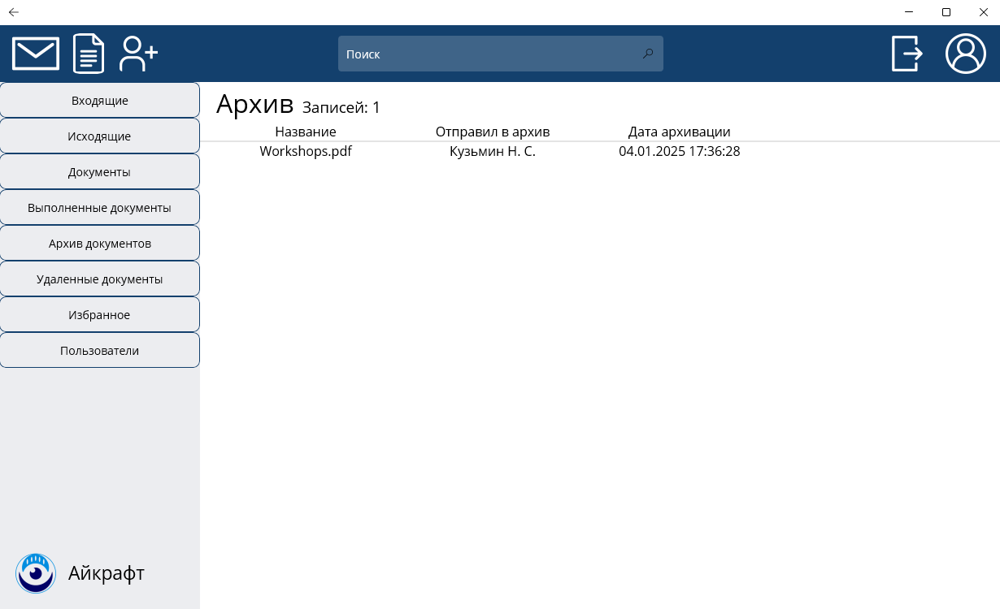 Поиск
Входящие
Исходящие
Документы
Выполненные документы
Архив документов
Удаленные документы
Избранное
Пользователи
Айкрафт
Архив Записей: 1
Название Отправил в архив Дата архивации
Workshops.pdf Кузьмин Н. С. 04.01.2025 17:36:28